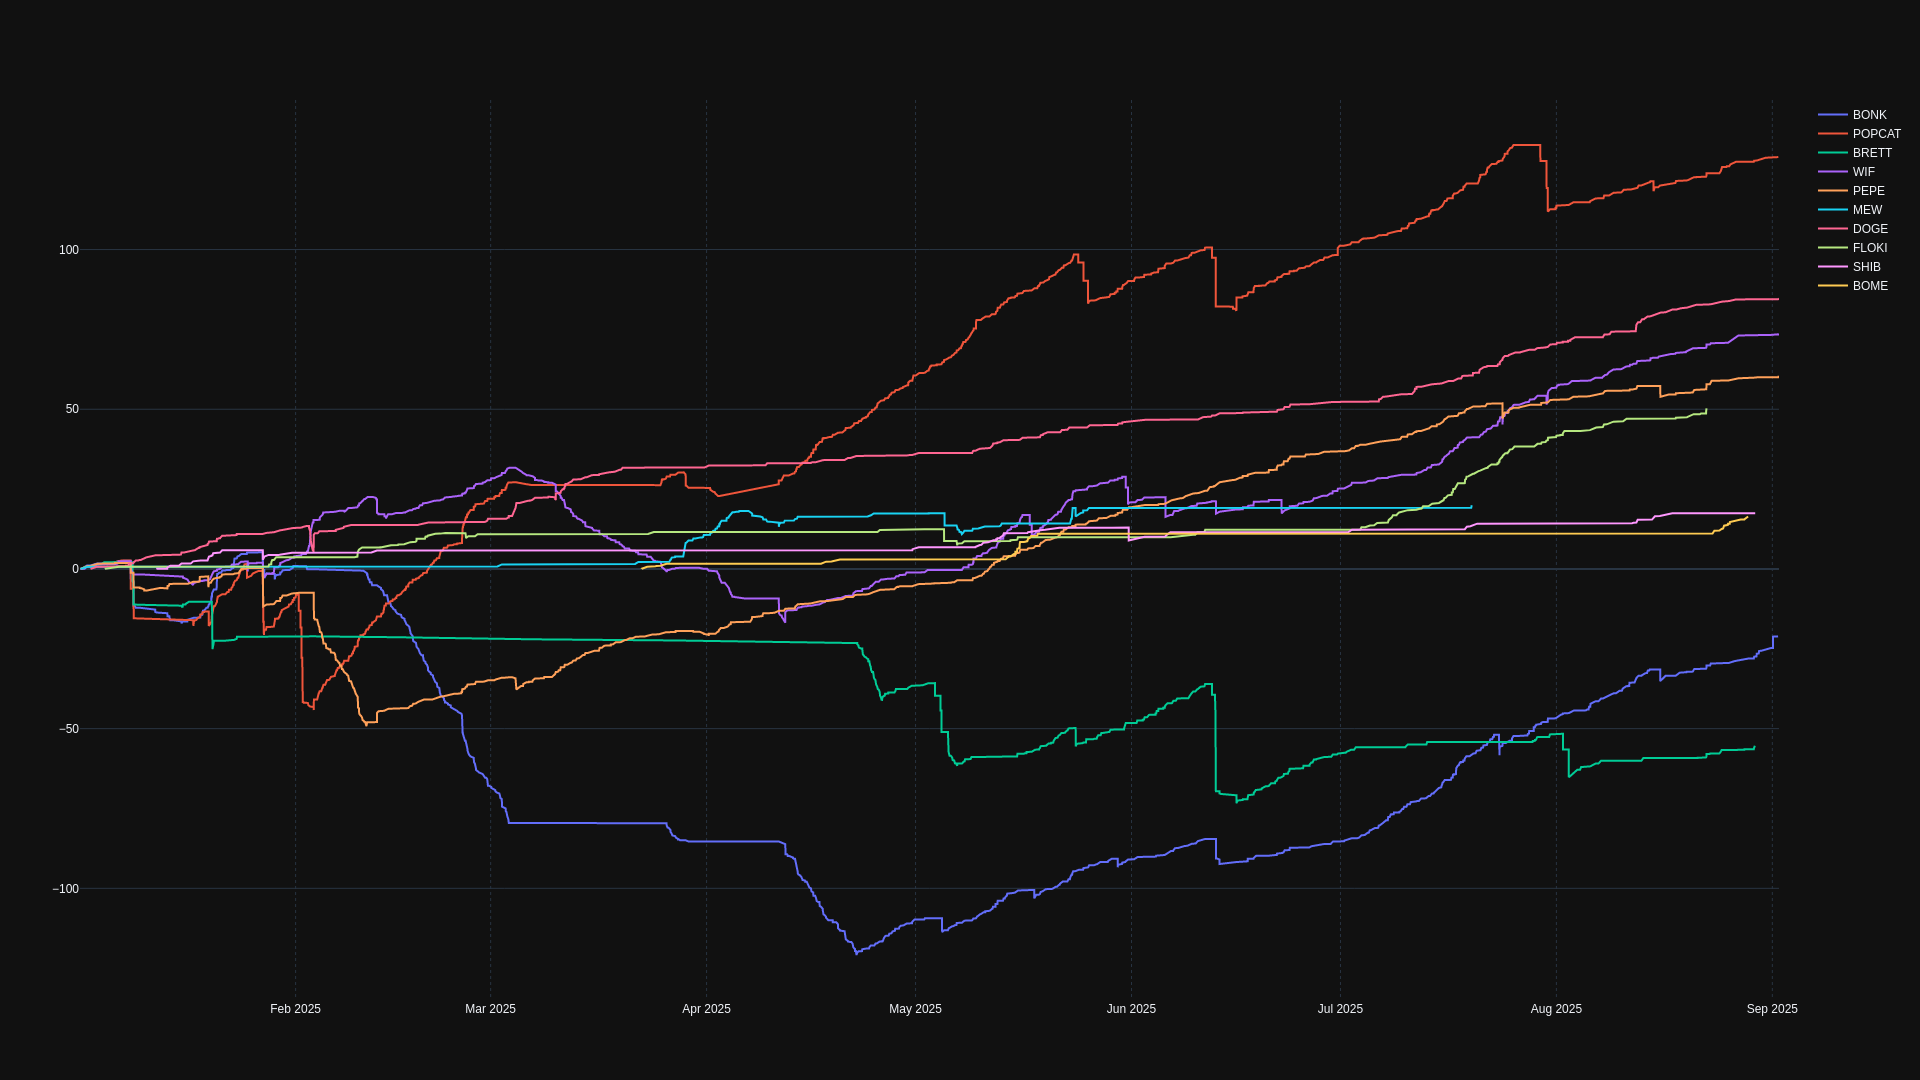 BONK
POPCAT
BRETT
WIF
PEPE
MEW
DOGE
FLOKI
SHIB
BOME
100
50
0
−50
−100
Feb 2025 Mar 2025 Apr 2025 May 2025 Jun 2025 Jul 2025 Aug 2025 Sep 2025